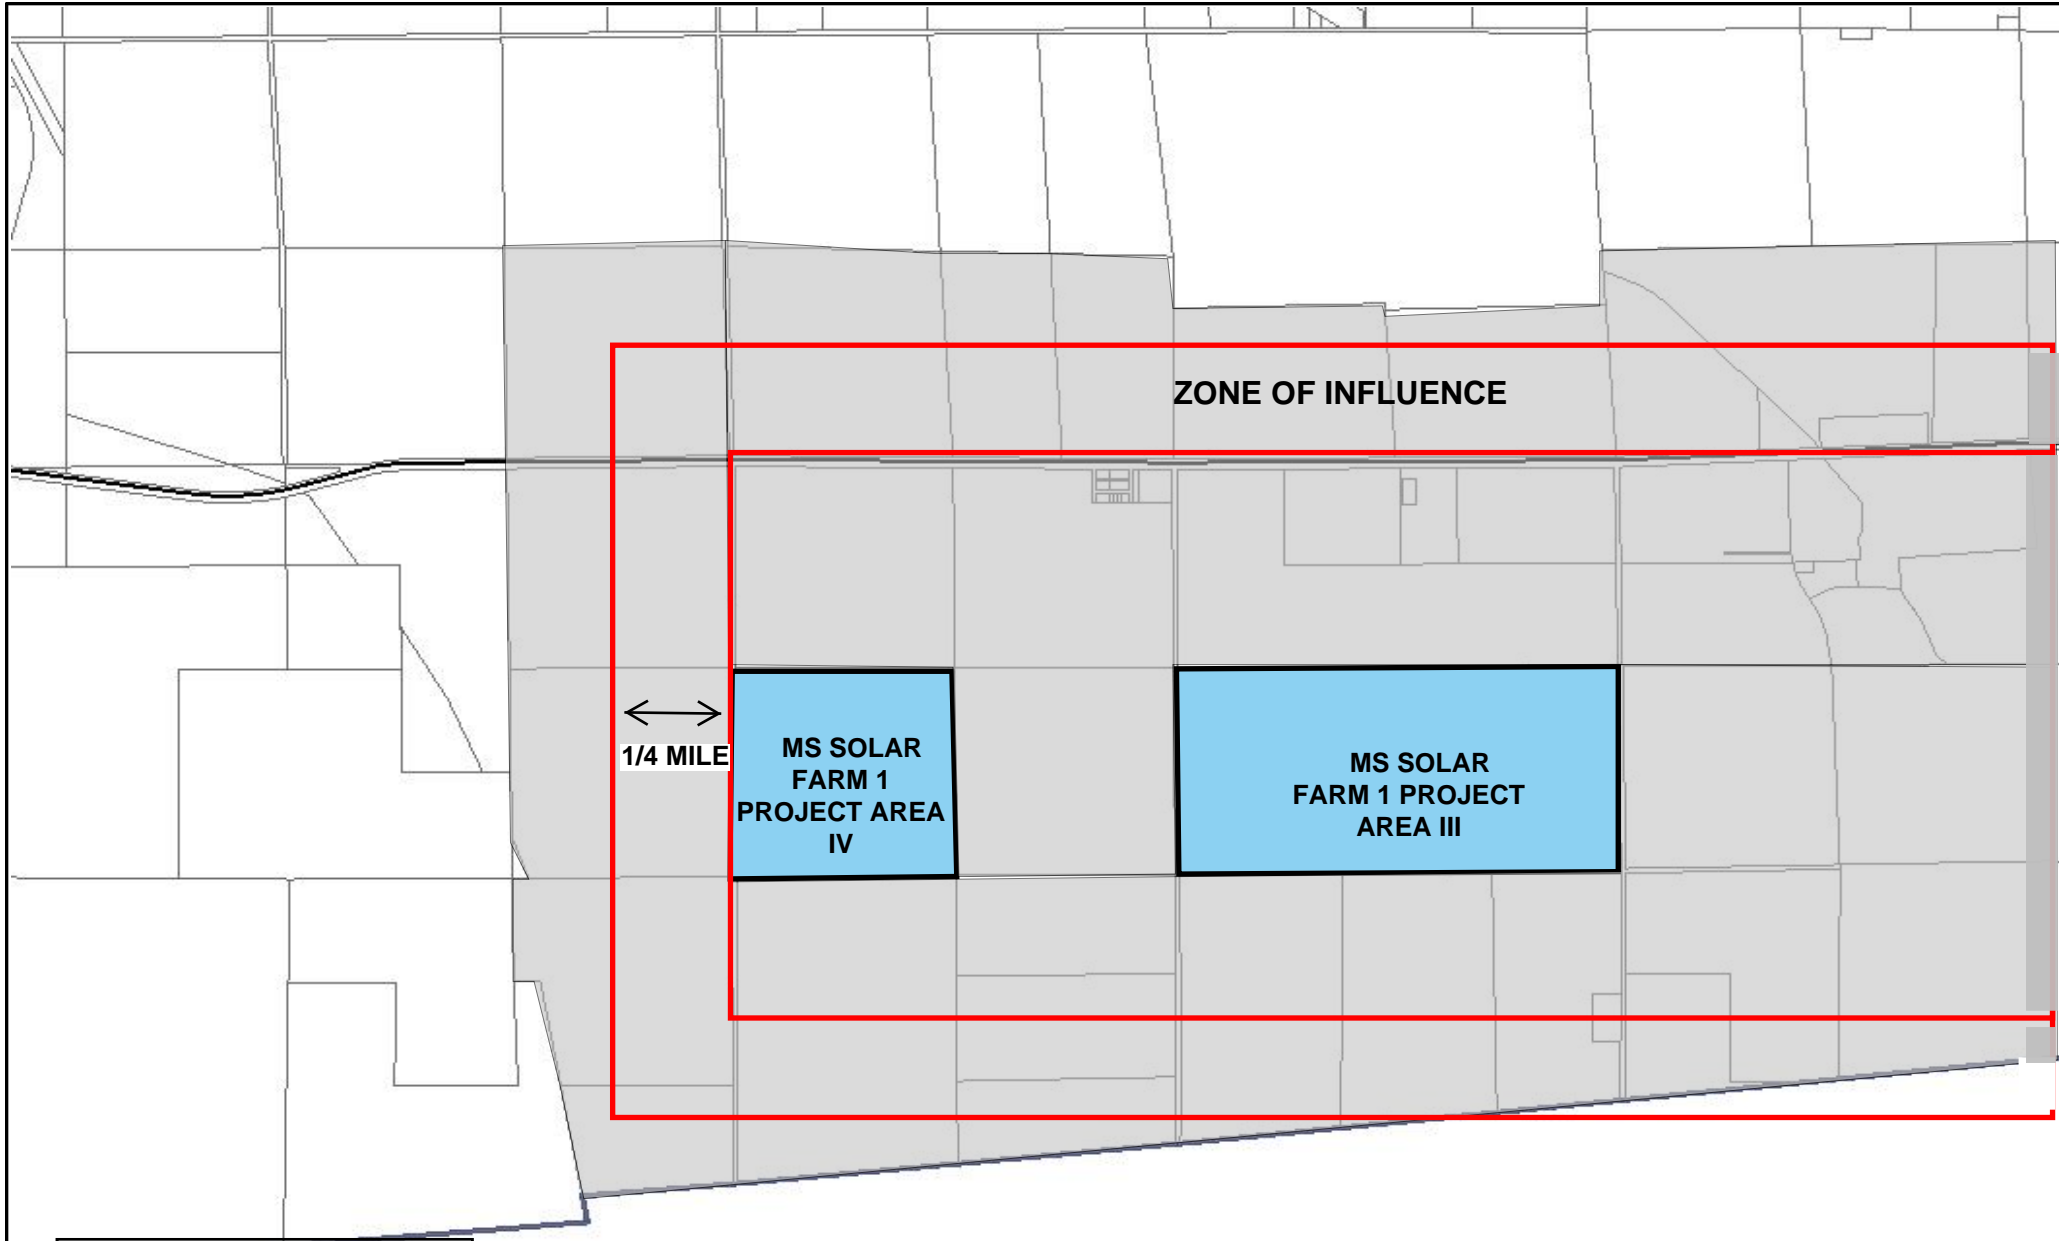 ZONE OF INFLUENCE
1/4 MILE
MS SOLAR
FARM 1
PROJECT AREA
IV
MS SOLAR
FARM 1 PROJECT
AREA III